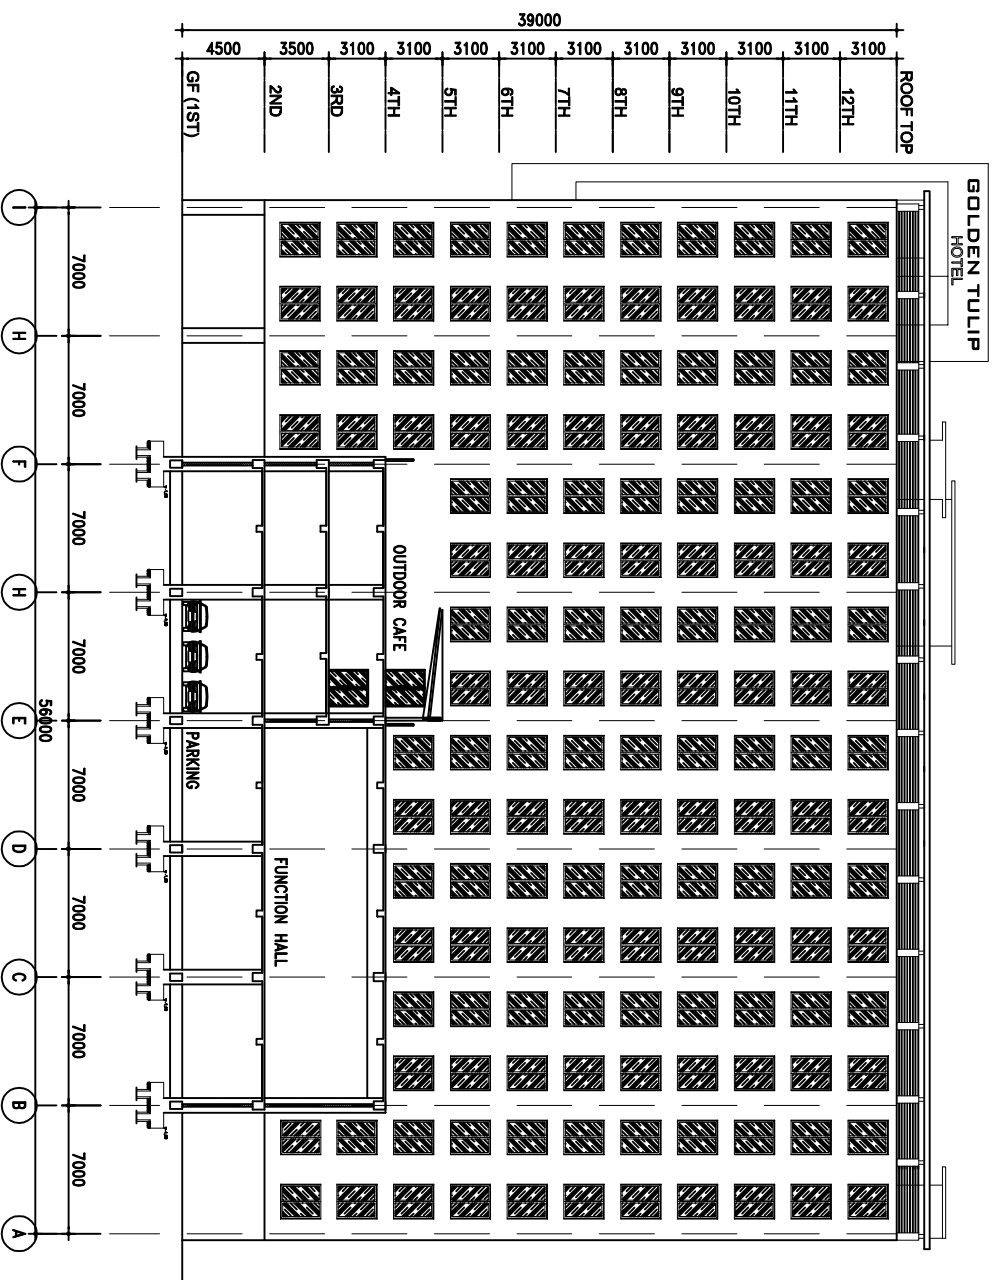 GOLDEN TULIP
HOTEL
ROOF TOP
3100
12TH
3100
11TH
3100
10TH
3100
9TH
3100
8TH
3100
7TH
3100
6TH
3100
5TH
3100
4TH
3100
3RD
3500
2ND
4500
GF (1ST)
39000
OUTDOOR CAFE
FUNCTION HALL
PARKING
7000 7000 7000 7000 7000 7000 7000 7000
56000
I H F H E D C B A